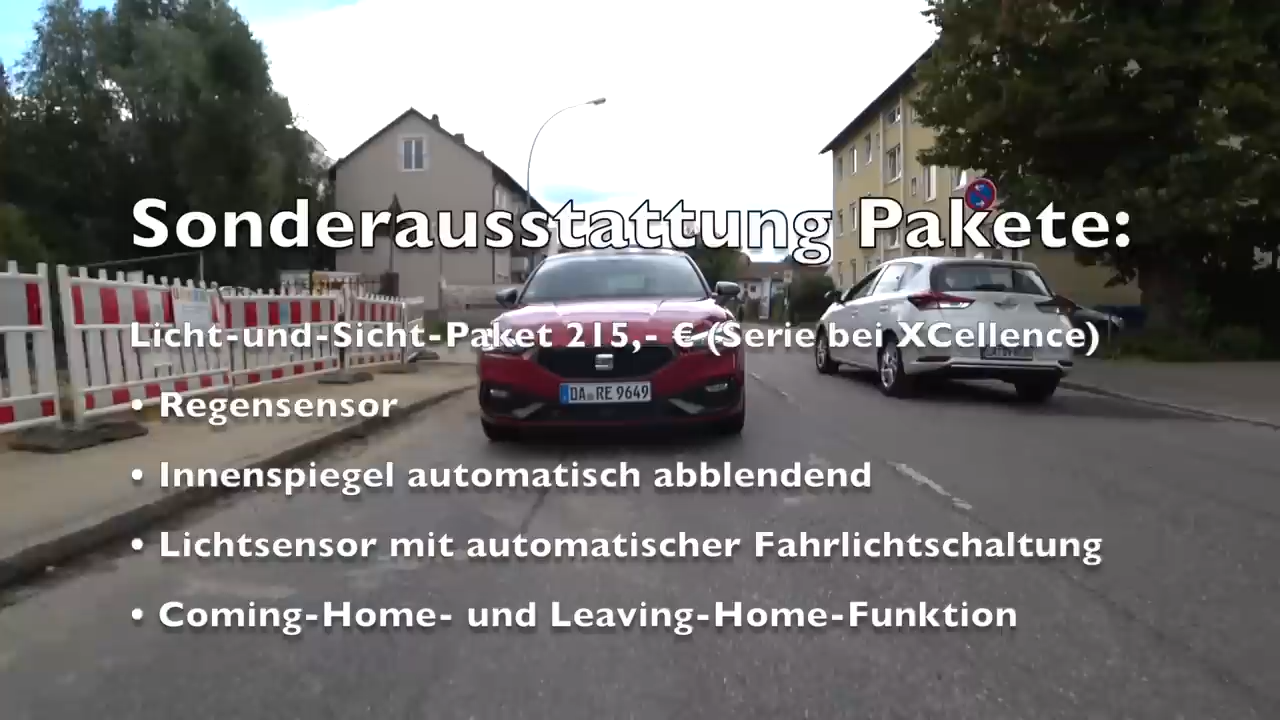 Sonderausstattung Pakete:
Licht-und-Sicht-Paket 215,- € (Serie bei XCellence)
• Regensensor
DA RE 9649
• Innenspiegel automatisch abblendend
• Lichtsensor mit automatischer Fahrlichtschaltung
• Coming-Home- und Leaving-Home-Funktion